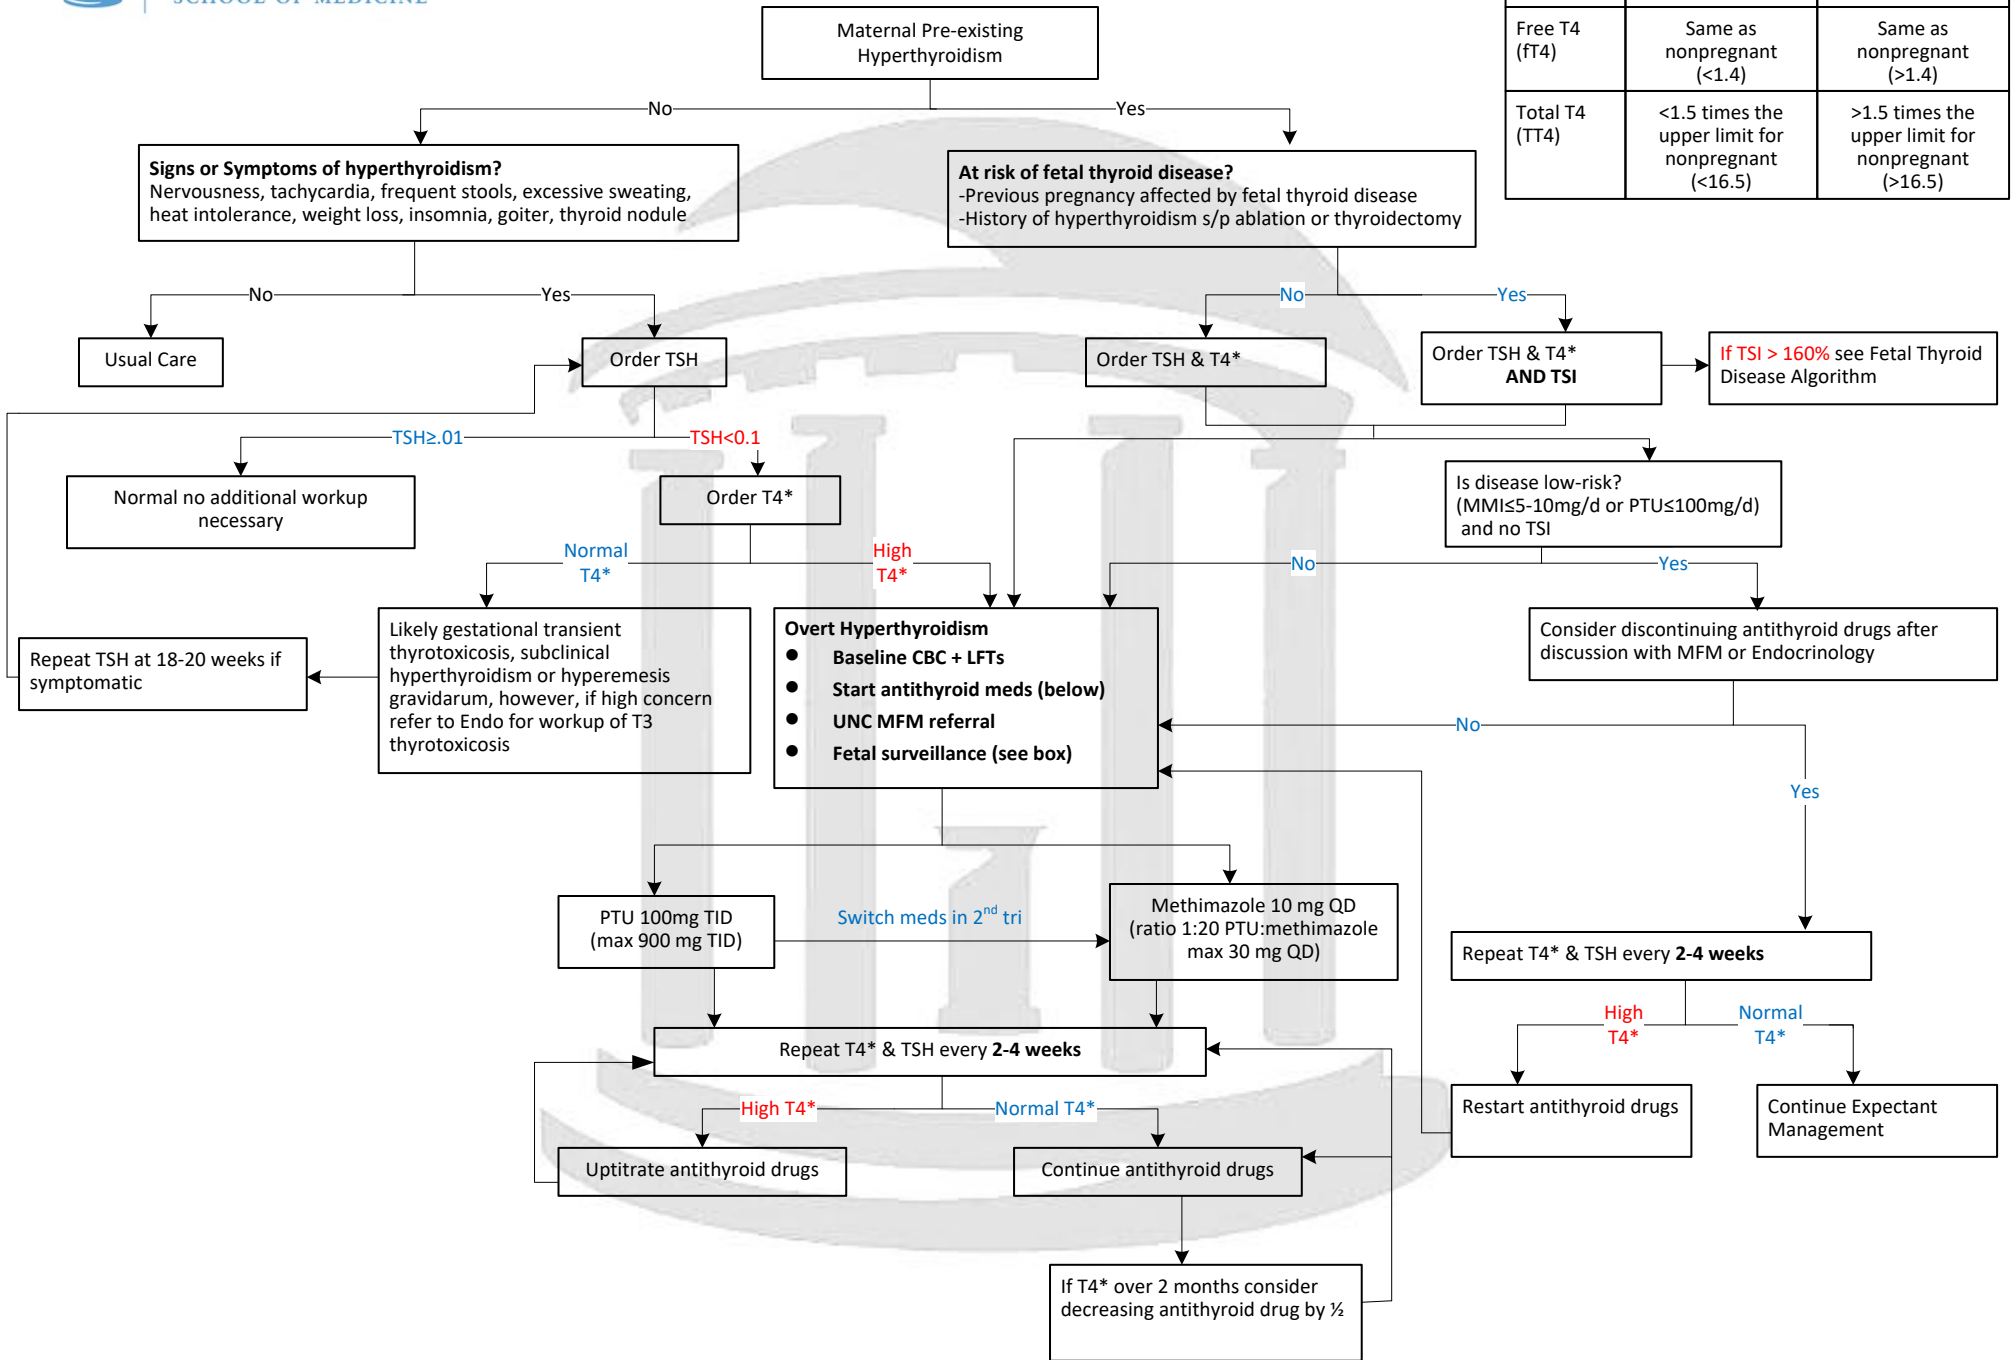 SCHOOL OF MEDICINE
Maternal Pre-existing
Hyperthyroidism
Free T4
(fT4)
Same as
nonpregnant
(<1.4)
Same as
nonpregnant
(>1.4)
Total T4
(TT4)
<1.5 times the
upper limit for
nonpregnant
(<16.5)
>1.5 times the
upper limit for
nonpregnant
(>16.5)
No
Yes
Signs or Symptoms of hyperthyroidism?
Nervousness, tachycardia, frequent stools, excessive sweating,
heat intolerance, weight loss, insomnia, goiter, thyroid nodule
At risk of fetal thyroid disease?
-Previous pregnancy affected by fetal thyroid disease
-History of hyperthyroidism s/p ablation or thyroidectomy
No
Yes
No
Yes
Usual Care
Order TSH
Order TSH & T4*
Order TSH & T4*
AND TSI
If TSI > 160% see Fetal Thyroid
Disease Algorithm
TSH≥.01
TSH<0.1
Normal no additional workup
necessary
Order T4*
Is disease low-risk?
(MMI≤5-10mg/d or PTU≤100mg/d)
and no TSI
Normal
T4*
High
T4*
No
Yes
Repeat TSH at 18-20 weeks if
symptomatic
Likely gestational transient
thyrotoxicosis, subclinical
hyperthyroidism or hyperemesis
gravidarum, however, if high concern
refer to Endo for workup of T3
thyrotoxicosis
Overt Hyperthyroidism
● Baseline CBC + LFTs
● Start antithyroid meds (below)
● UNC MFM referral
● Fetal surveillance (see box)
Consider discontinuing antithyroid drugs after
discussion with MFM or Endocrinology
No
Yes
PTU 100mg TID
(max 900 mg TID)
Switch meds in 2nd tri
Methimazole 10 mg QD
(ratio 1:20 PTU:methimazole
max 30 mg QD)
Repeat T4* & TSH every 2-4 weeks
High
T4*
Normal
T4*
Repeat T4* & TSH every 2-4 weeks
High T4*
Normal T4*
Restart antithyroid drugs
Continue Expectant
Management
Uptitrate antithyroid drugs
Continue antithyroid drugs
If T4* over 2 months consider
decreasing antithyroid drug by ½